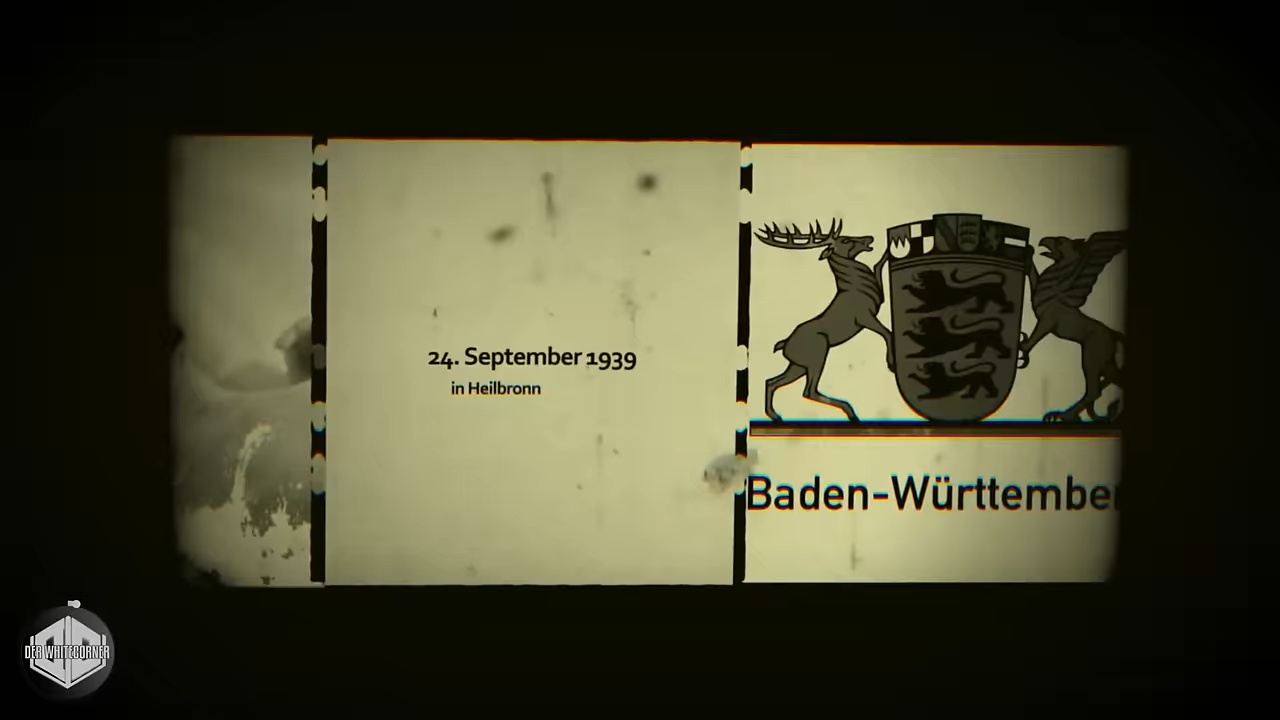 24. September 1939
in Heilbronn
Baden-Württember
DER WHITECORNER